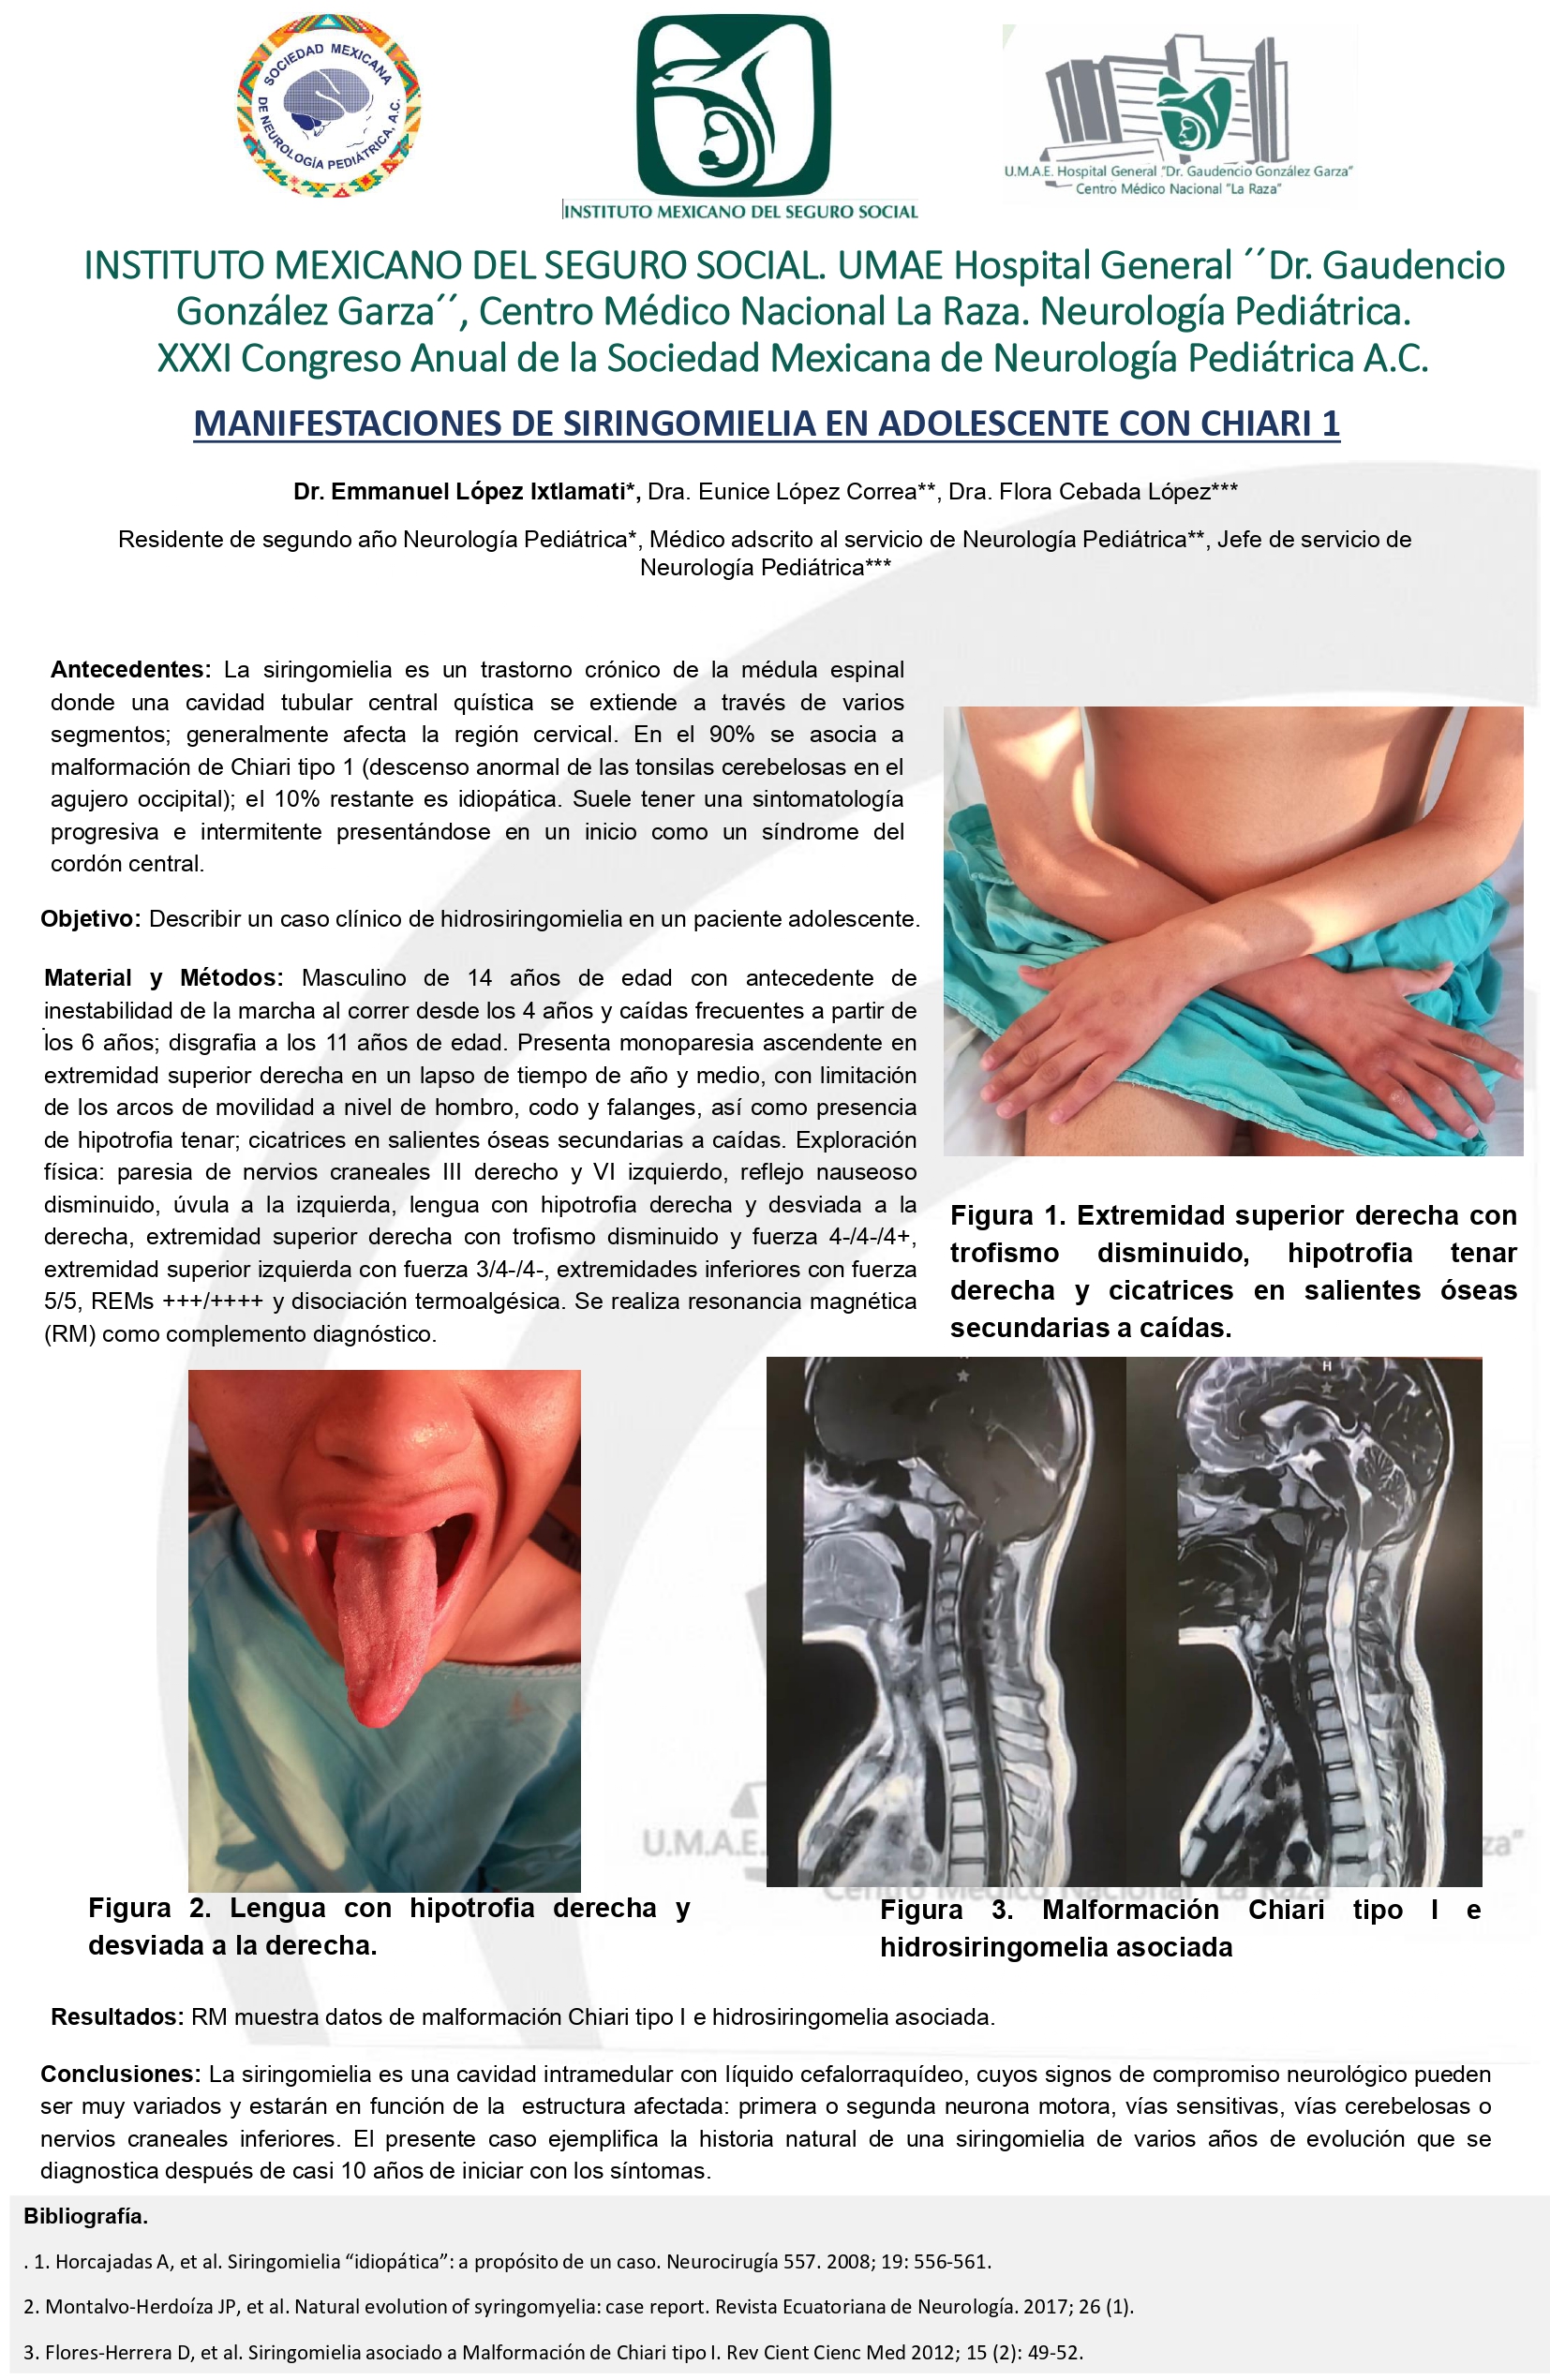 SOCIEDAD MEXICANA
DE NEUROLOGÍA PEDIÁTRICA, A.C.
INSTITUTO MEXICANO DEL SEGURO SOCIAL
U.M.A.E. Hospital General "Dr. Gaudencio González Garza"
Centro Médico Nacional "La Raza"
INSTITUTO MEXICANO DEL SEGURO SOCIAL. UMAE Hospital General ´´Dr. Gaudencio
González Garza´´, Centro Médico Nacional La Raza. Neurología Pediátrica.
XXXI Congreso Anual de la Sociedad Mexicana de Neurología Pediátrica A.C.
MANIFESTACIONES DE SIRINGOMIELIA EN ADOLESCENTE CON CHIARI 1
Dr. Emmanuel López Ixtlamati*, Dra. Eunice López Correa**, Dra. Flora Cebada López***
Residente de segundo año Neurología Pediátrica*, Médico adscrito al servicio de Neurología Pediátrica**, Jefe de servicio de
Neurología Pediátrica***
Antecedentes: La siringomielia es un trastorno crónico de la médula espinal
donde una cavidad tubular central quística se extiende a través de varios
segmentos; generalmente afecta la región cervical. En el 90% se asocia a
malformación de Chiari tipo 1 (descenso anormal de las tonsilas cerebelosas en el
agujero occipital); el 10% restante es idiopática. Suele tener una sintomatología
progresiva e intermitente presentándose en un inicio como un síndrome del
cordón central.
Objetivo: Describir un caso clínico de hidrosiringomielia en un paciente adolescente.
Material y Métodos: Masculino de 14 años de edad con antecedente de
inestabilidad de la marcha al correr desde los 4 años y caídas frecuentes a partir de
los 6 años; disgrafia a los 11 años de edad. Presenta monoparesia ascendente en
extremidad superior derecha en un lapso de tiempo de año y medio, con limitación
de los arcos de movilidad a nivel de hombro, codo y falanges, así como presencia
de hipotrofia tenar; cicatrices en salientes óseas secundarias a caídas. Exploración
física: paresia de nervios craneales III derecho y VI izquierdo, reflejo nauseoso
disminuido, úvula a la izquierda, lengua con hipotrofia derecha y desviada a la
derecha, extremidad superior derecha con trofismo disminuido y fuerza 4-/4-/4+,
extremidad superior izquierda con fuerza 3/4-/4-, extremidades inferiores con fuerza
5/5, REMs +++/++++ y disociación termoalgésica. Se realiza resonancia magnética
(RM) como complemento diagnóstico.
Figura 1. Extremidad superior derecha con
trofismo disminuido, hipotrofia tenar
derecha y cicatrices en salientes óseas
secundarias a caídas.
H
U.M.A.E.
za"
Centro Médico Nacional "La Raza"
Figura 2. Lengua con hipotrofia derecha y
desviada a la derecha.
Figura 3. Malformación Chiari tipo I e
hidrosiringomelia asociada
Resultados: RM muestra datos de malformación Chiari tipo I e hidrosiringomelia asociada.
Conclusiones: La siringomielia es una cavidad intramedular con líquido cefalorraquídeo, cuyos signos de compromiso neurológico pueden
ser muy variados y estarán en función de la estructura afectada: primera o segunda neurona motora, vías sensitivas, vías cerebelosas o
nervios craneales inferiores. El presente caso ejemplifica la historia natural de una siringomielia de varios años de evolución que se
diagnostica después de casi 10 años de iniciar con los síntomas.
Bibliografía.
. 1. Horcajadas A, et al. Siringomielia “idiopática”: a propósito de un caso. Neurocirugía 557. 2008; 19: 556-561.
2. Montalvo-Herdoíza JP, et al. Natural evolution of syringomyelia: case report. Revista Ecuatoriana de Neurología. 2017; 26 (1).
3. Flores-Herrera D, et al. Siringomielia asociado a Malformación de Chiari tipo I. Rev Cient Cienc Med 2012; 15 (2): 49-52.